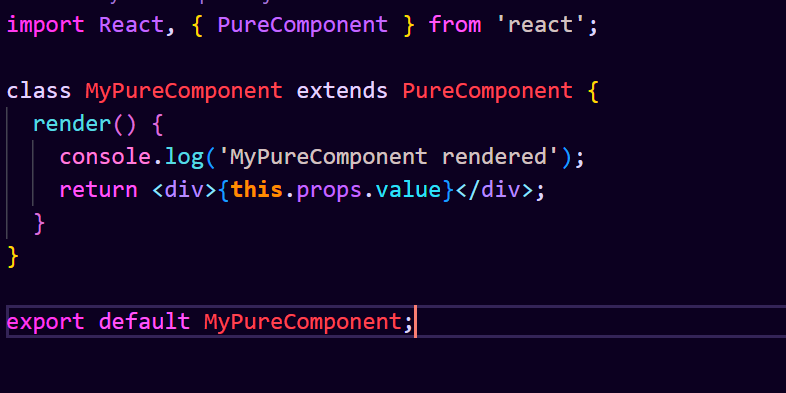 import React, { PureComponent } from 'react';
class MyPureComponent extends PureComponent {
render() {
console.log('MyPureComponent rendered');
return <div>{this.props.value}</div>;
}
}
export default MyPureComponent;